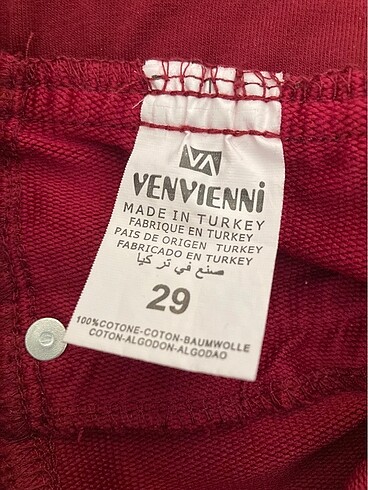 VA
VENVIENNi
MADE IN TURKEY
FABRIQUE EN TURKEY
PAIS DE ORIGEN TURKEY
FABRICADO EN TURKEY
صنع في تركيا
29
100%COTONE-COTON-BAUMWOLLE
COTON-ALGODON-ALGODAO